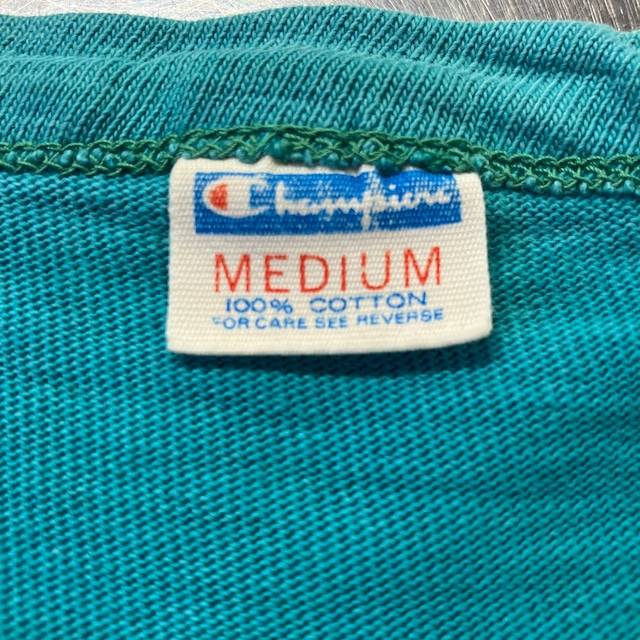 Champion
MEDIUM
100% COTTON
FOR CARE SEE REVERSE